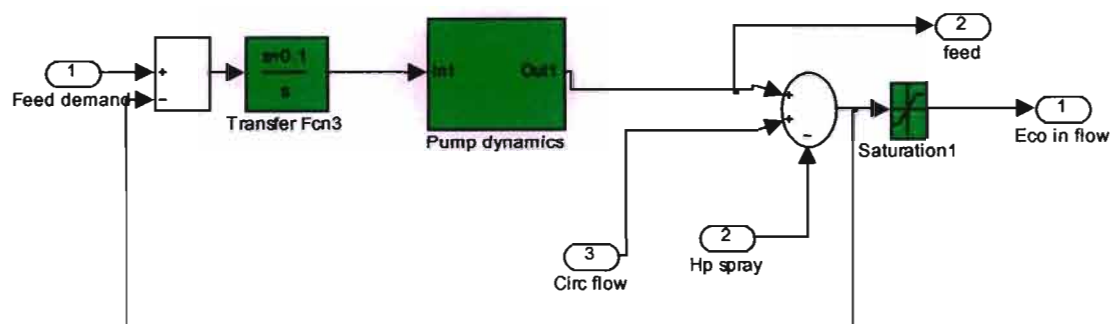 2
feed
1
Feed demand
+
−
s+0.1
s
Transfer Fcn3
In1
Out1
Pump dynamics
+
+
−
Saturation1
1
Eco in flow
3
Circ flow
2
Hp spray